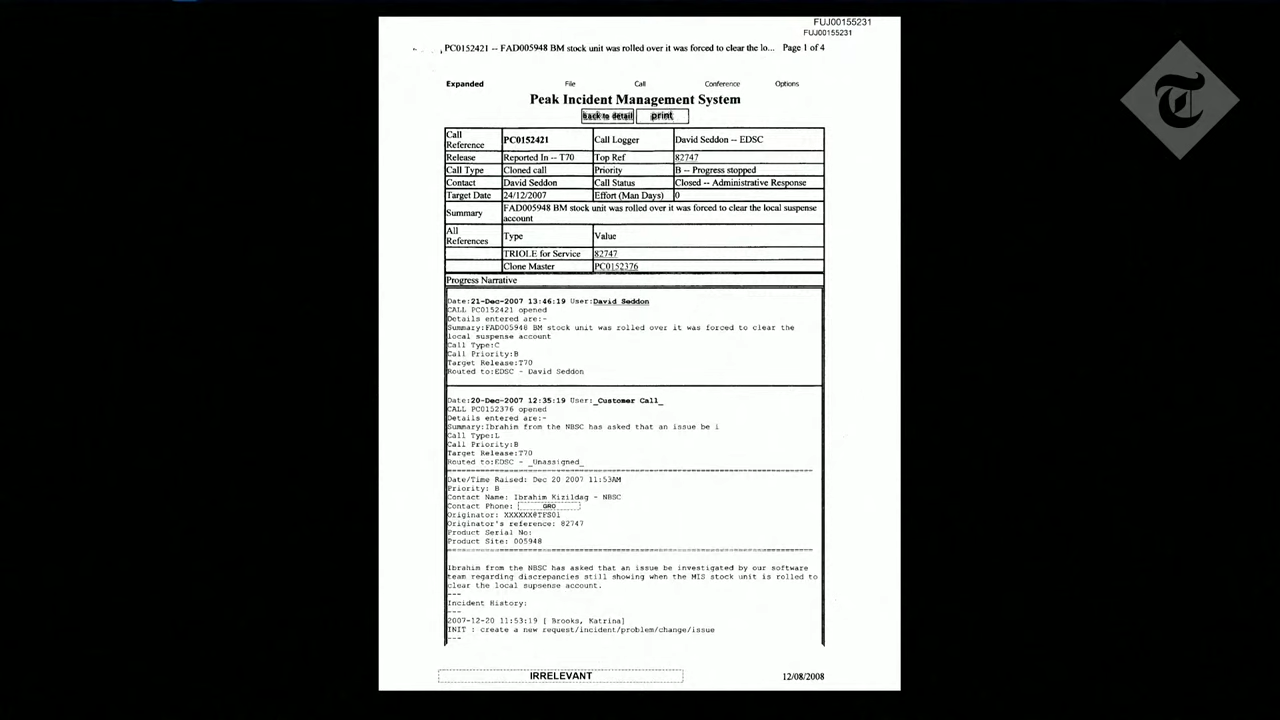 FUJ00155231
FUJ00155231
PC0152421 -- FAD005948 BM stock unit was rolled over it was forced to clear the lo... Page 1 of 4
Expanded File Call Conference Options
Peak Incident Management System
back to detail print
Call Reference PC0152421 Call Logger David Seddon -- EDSC
Release Reported In -- T70 Top Ref 82747
Call Type Cloned call Priority B -- Progress stopped
Contact David Seddon Call Status Closed -- Administrative Response
Target Date 24/12/2007 Effort (Man Days) 0
Summary FAD005948 BM stock unit was rolled over it was forced to clear the local suspense
account
All References Type Value
TRIOLE for Service 82747
Clone Master PC0152376
Progress Narrative
Date:21-Dec-2007 13:46:19 User:David Seddon
CALL PC0152421 opened
Details entered are:-
Summary:FAD005948 BM stock unit was rolled over it was forced to clear the
local suspense account
Call Type:C
Call Priority:B
Target Release:T70
Routed to:EDSC - David Seddon
Date:20-Dec-2007 12:35:19 User:_Customer Call_
CALL PC0152376 opened
Details entered are:-
Summary:Ibrahim from the NBSC has asked that an issue be i
Call Type:L
Call Priority:B
Target Release:T70
Routed to:EDSC - _Unassigned_
Date/Time Raised: Dec 20 2007 11:53AM
Priority: B
Contact Name: Ibrahim Kizildag - NBSC
Contact Phone: GRO
Originator: XXXXXX@TFS01
Originator's reference: 82747
Product Serial No:
Product Site: 005948
Ibrahim from the NBSC has asked that an issue be investigated by our software
team regarding discrepancies still showing when the MIS stock unit is rolled to
clear the local supsense account.
---
Incident History:
---
2007-12-20 11:53:19 [ Brooks, Katrina]
INIT : create a new request/incident/problem/change/issue
---
IRRELEVANT
12/08/2008
T